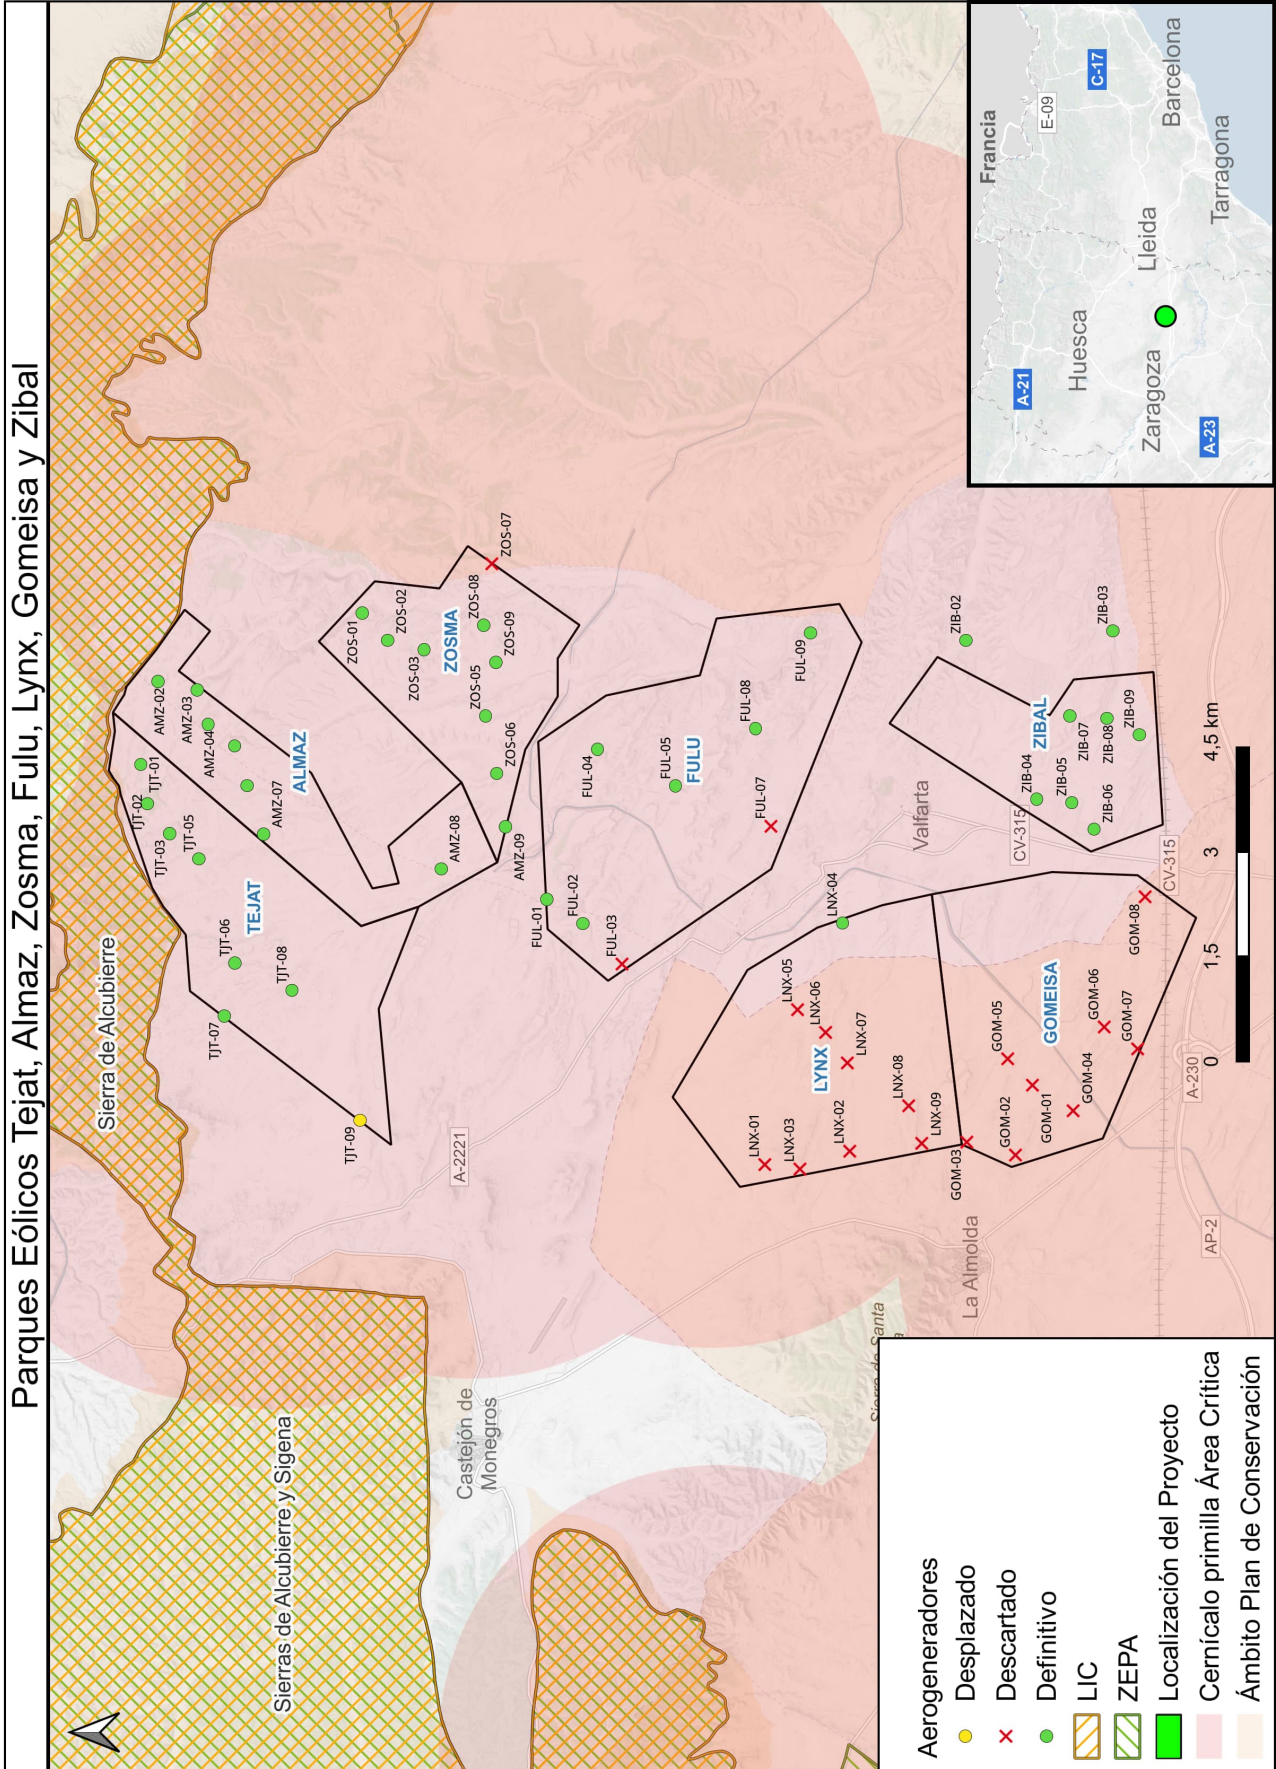 Parques Eólicos Tejat, Almaz, Zosma, Fulu, Lynx, Gomeisa y Zibal
Sierra de Alcubierre
Sierras de Alcubierre y Sigena
Castejón de
Monegros
A-2221
TEJAT
TJT-01
TJT-02
TJT-03
TJT-05
TJT-06
TJT-07
TJT-08
TJT-09
ALMAZ
AMZ-02
AMZ-03
AMZ-04
AMZ-07
AMZ-08
AMZ-09
ZOSMA
ZOS-01
ZOS-02
ZOS-03
ZOS-05
ZOS-06
ZOS-07
ZOS-08
ZOS-09
FULU
FUL-01
FUL-02
FUL-03
FUL-04
FUL-05
FUL-07
FUL-08
FUL-09
LYNX
LNX-01
LNX-02
LNX-03
LNX-04
LNX-05
LNX-06
LNX-07
LNX-08
LNX-09
GOMEISA
GOM-01
GOM-02
GOM-03
GOM-04
GOM-05
GOM-06
GOM-07
GOM-08
ZIBAL
ZIB-02
ZIB-03
ZIB-04
ZIB-05
ZIB-06
ZIB-07
ZIB-08
ZIB-09
Valfarta
CV-315
CV-315
La Almolda
Santa
A-230
AP-2
0 1,5 3 4,5 km
Aerogeneradores
Desplazado
Descartado
Definitivo
LIC
ZEPA
Localización del Proyecto
Cernícalo primilla Área Crítica
Ámbito Plan de Conservación
Francia
E-09
C-17
A-21
Huesca
Lleida
Barcelona
Zaragoza
Tarragona
A-23